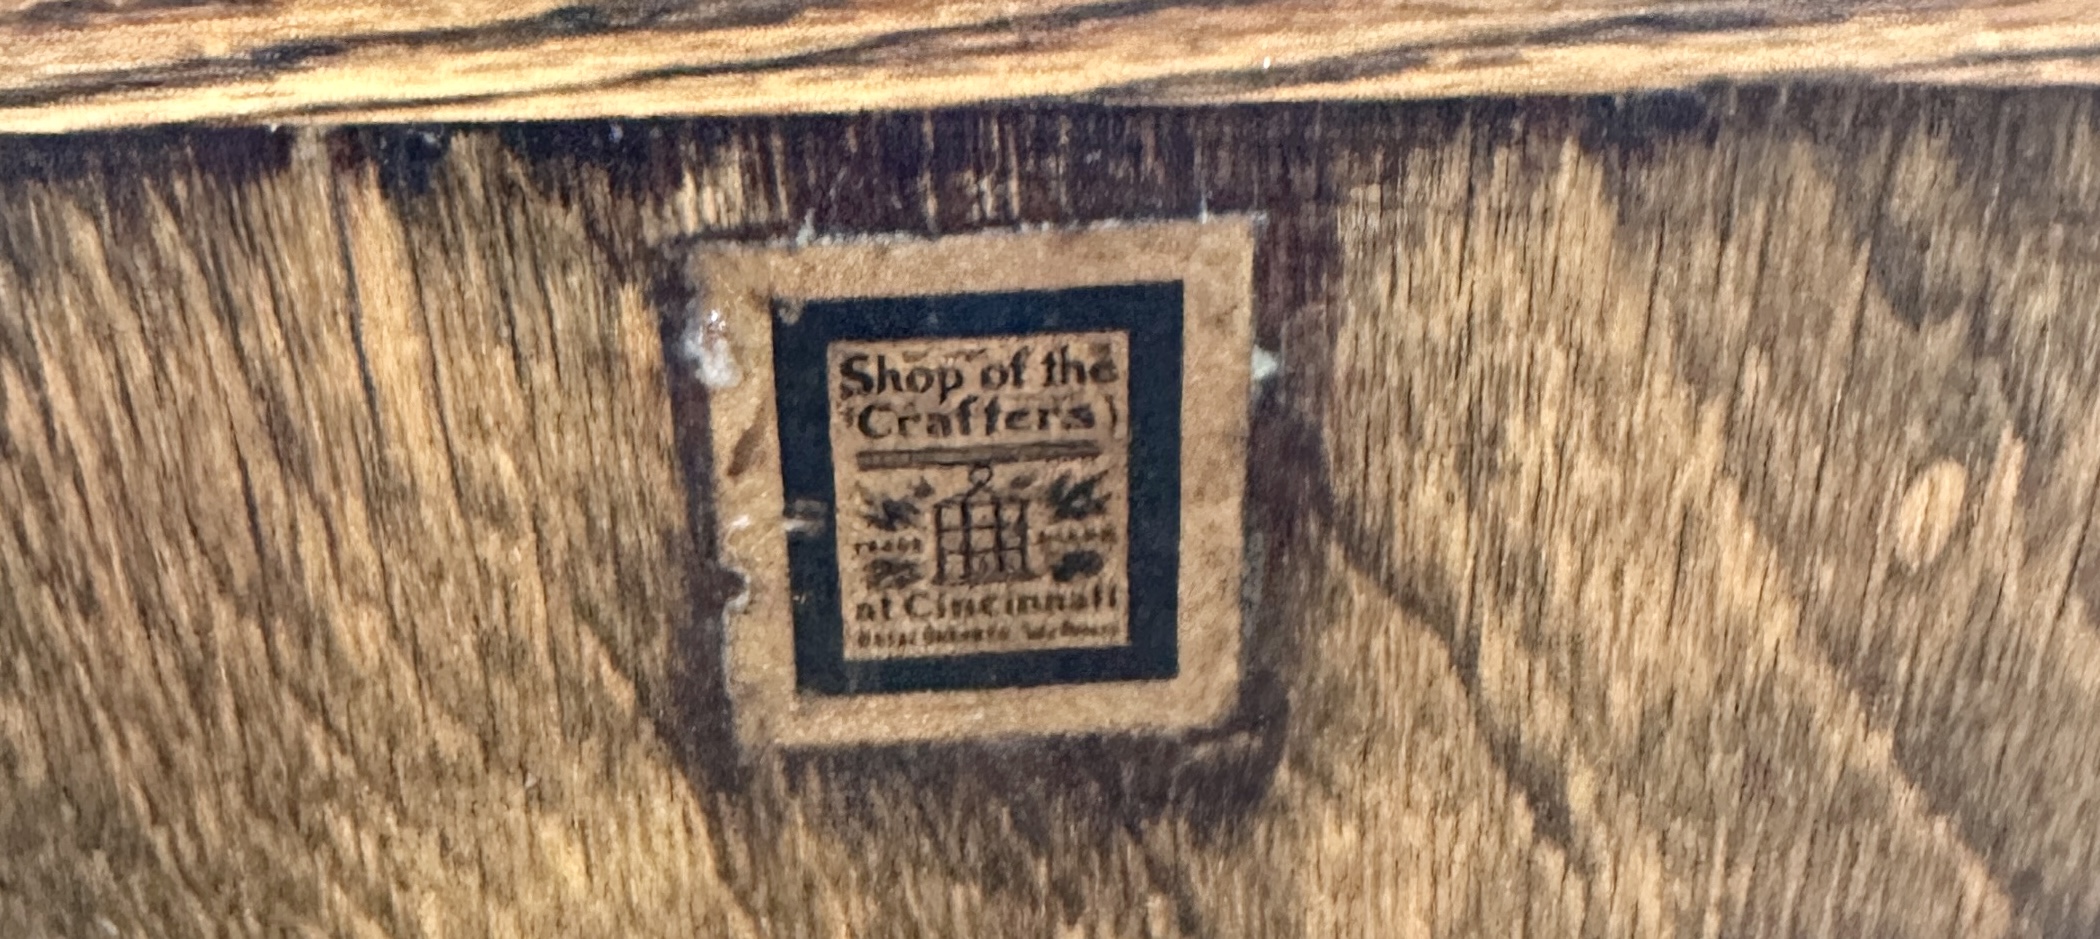 Shop of the
Crafters
TRADE MARK
at Cincinnati